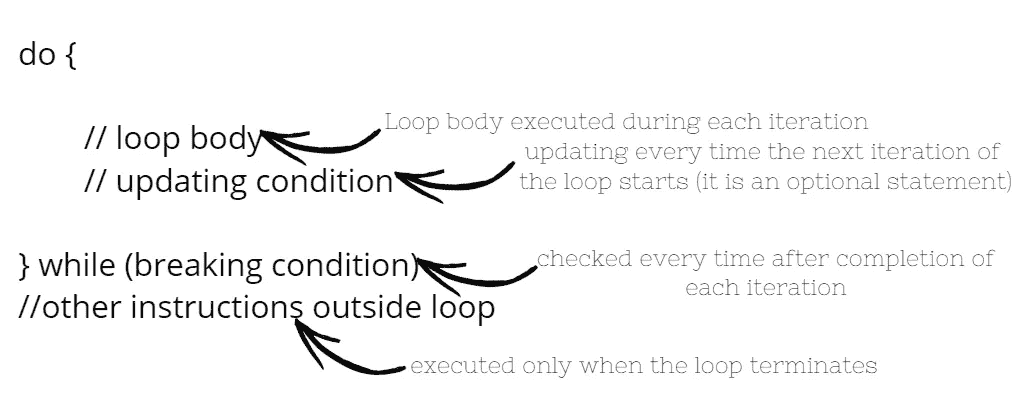 do {
// loop body
Loop body executed during each iteration
// updating condition
updating every time the next iteration of
the loop starts (it is an optional statement)
} while (breaking condition)
checked every time after completion of
each iteration
//other instructions outside loop
executed only when the loop terminates